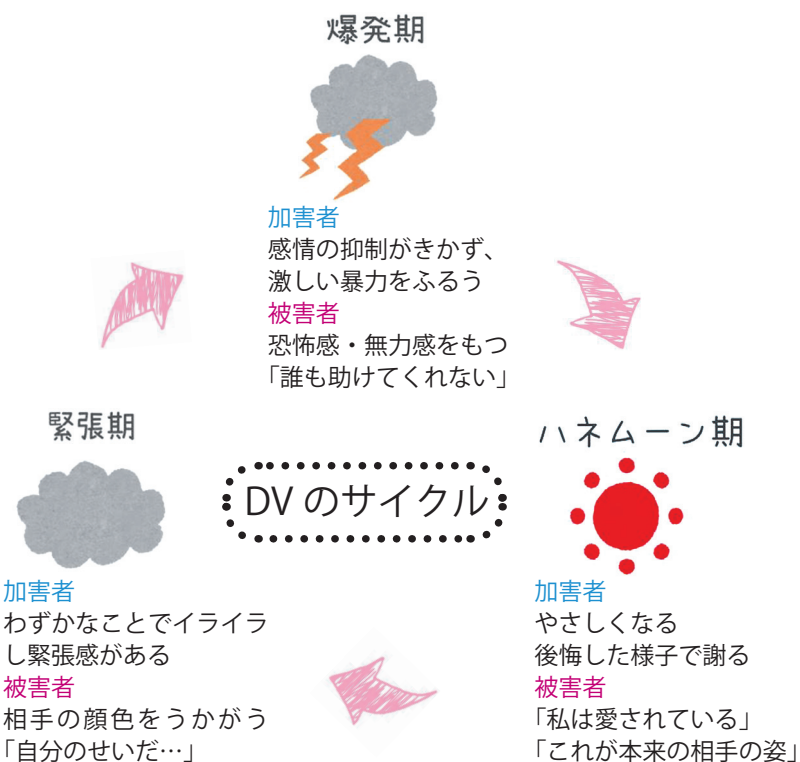 爆発期
加害者
感情の抑制がきかず、
激しい暴力をふるう
被害者
恐怖感・無力感をもつ
「誰も助けてくれない」
緊張期
加害者
わずかなことでイライラ
し緊張感がある
被害者
相手の顔色をうかがう
「自分のせいだ…」
DVのサイクル
ハネムーン期
加害者
やさしくなる
後悔した様子で謝る
被害者
「私は愛されている」
「これが本来の相手の姿」